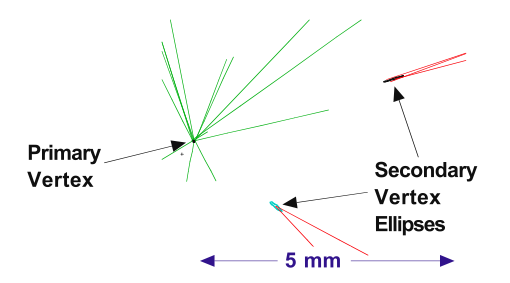 Primary
Vertex
Secondary
Vertex
Ellipses
5 mm